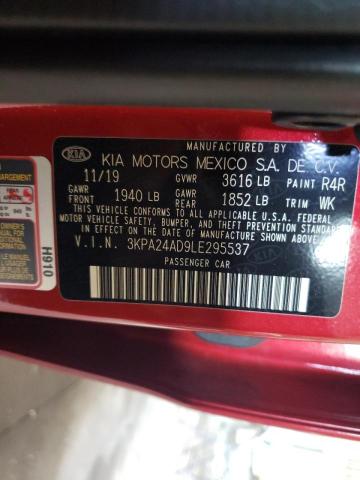 MANUFACTURED BY
KIA KIA MOTORS MEXICO S.A. DE C.V.
11/19 GVWR 3616 LB PAINT R4R
GAWR FRONT 1940 LB GAWR REAR 1852 LB TRIM WK
THIS VEHICLE CONFORMS TO ALL APPLICABLE U.S.A. FEDERAL
MOTOR VEHICLE SAFETY, BUMPER, AND THEFT PREVENTION STANDARDS
IN EFFECT ON THE DATE OF MANUFACTURE SHOWN ABOVE.
V.I.N. 3KPA24AD9LE295537
PASSENGER CAR
H910
OWNER'S